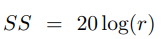 SS = 20 log(r)